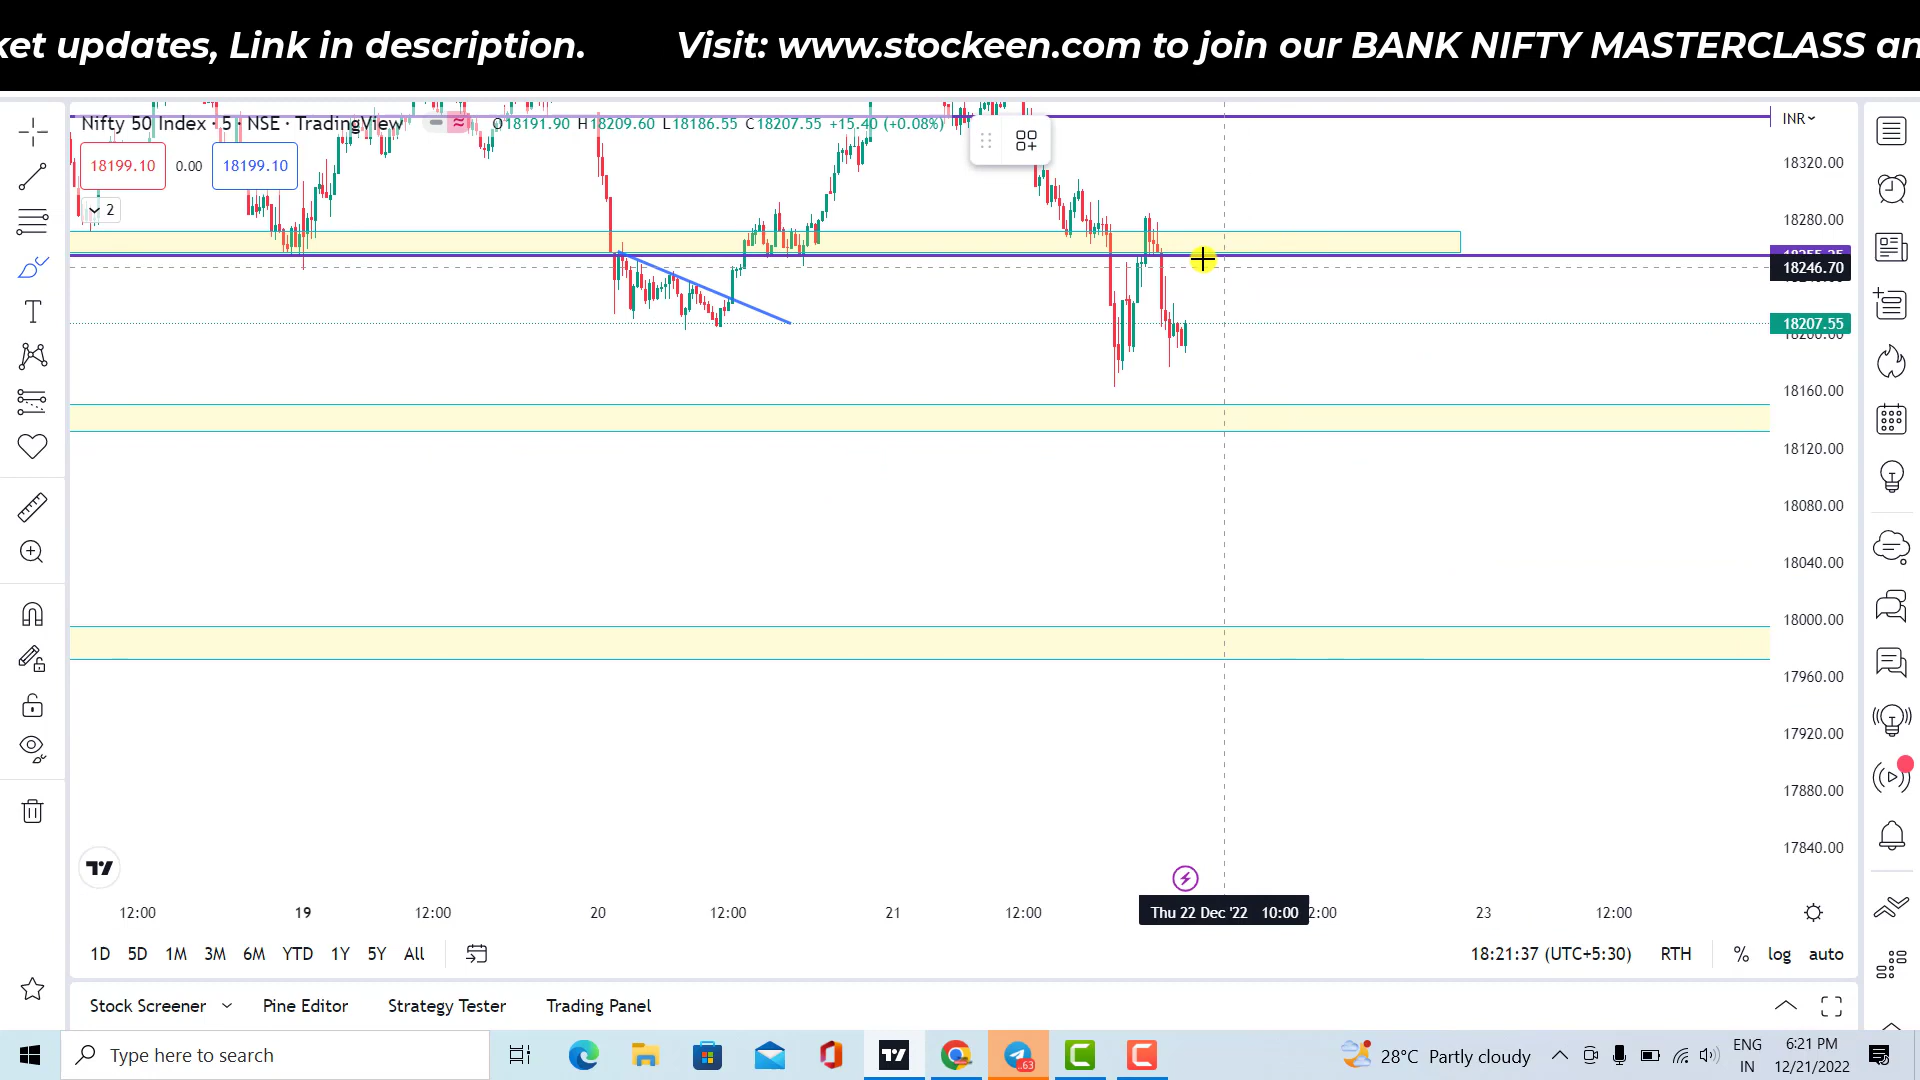 ket updates, Link in description. Visit: www.stockeen.com to join our BANK NIFTY MASTERCLASS an
Nifty 50 Index · 5 · NSE · TradingView
O18191.90 H18209.60 L18186.55 C18207.55 +15.40 (+0.08%)
INR
18199.10 0.00 18199.10
2
18320.00
18280.00
18246.70
18207.55
18200.00
18160.00
18120.00
18080.00
18040.00
18000.00
17960.00
17920.00
17880.00
17840.00
12:00 19 12:00 20 12:00 21 12:00 Thu 22 Dec '22 10:00 2:00 23 12:00
1D 5D 1M 3M 6M YTD 1Y 5Y All
18:21:37 (UTC+5:30) RTH % log auto
Stock Screener Pine Editor Strategy Tester Trading Panel
Type here to search
63
28°C Partly cloudy
ENG
IN
6:21 PM
12/21/2022